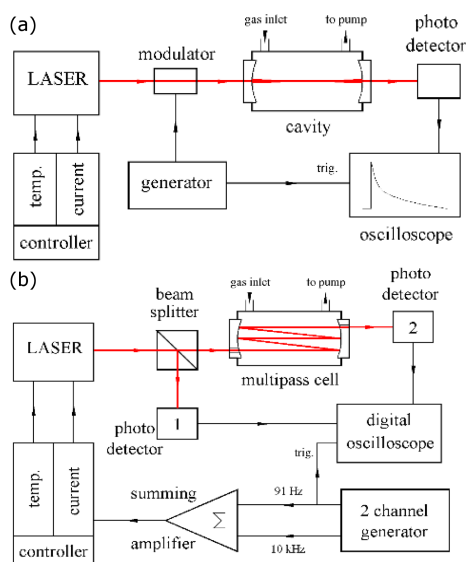 (a)
gas inlet
to pump
photo
detector
modulator
LASER
cavity
temp.
current
controller
generator
trig.
oscilloscope
(b)
gas inlet
to pump
photo
detector
beam
splitter
LASER
2
multipass cell
1
photo
detector
digital
oscilloscope
trig.
temp.
current
controller
summing
amplifier
Σ
91 Hz
10 kHz
2 channel
generator